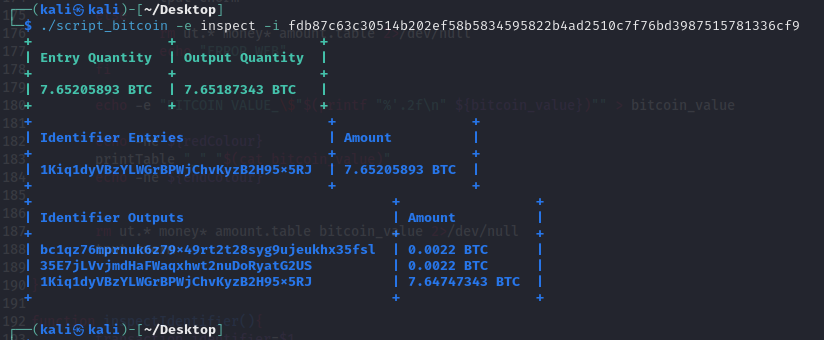 ┌──(kali㉿kali)-[~/Desktop]
└─$ ./script_bitcoin -e inspect -i fdb87c63c30514b202ef58b5834595822b4ad2510c7f76bd3987515781336cf9
Entry Quantity | Output Quantity
7.65205893 BTC | 7.65187343 BTC
Identifier Entries | Amount
1Kiq1dyVBzYLWGrBPWjChvKyzB2H95×5RJ | 7.65205893 BTC
Identifier Outputs | Amount
bc1qz76mprnuk6z79×49rt2t28syg9ujeukhx35fsl | 0.0022 BTC
35E7jLVvjmdHaFWaqxhwt2nuDoRyatG2US | 0.0022 BTC
1Kiq1dyVBzYLWGrBPWjChvKyzB2H95×5RJ | 7.64747343 BTC
┌──(kali㉿kali)-[~/Desktop]